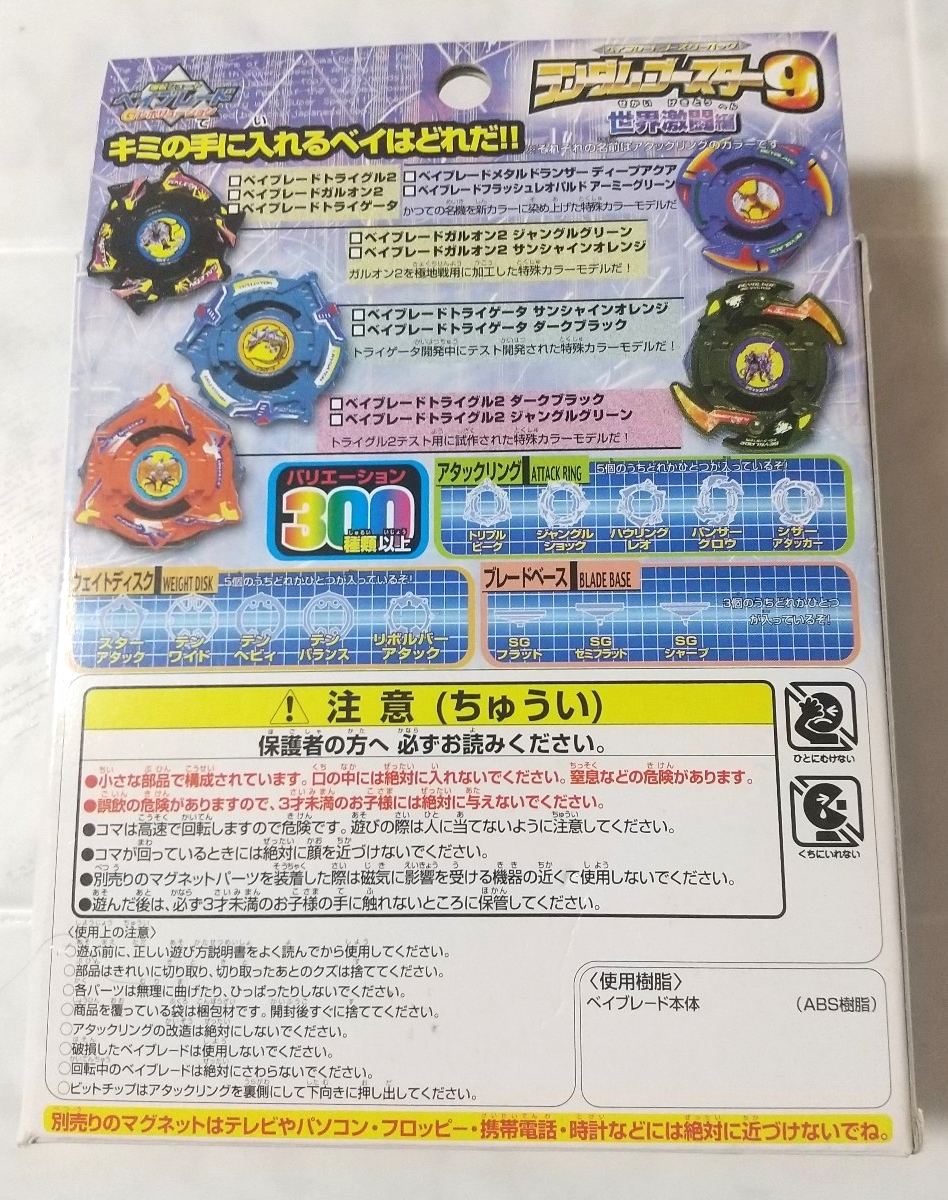 爆転シュート
ベイブレード
Gレボリューション
ベイブレードブースターパック
ランダムブースター9
せかい げきとう へん
世界激闘編
キミの手に入れるベイはどれだ!!
※それぞれの名前はアタックリングのカラーです
□ベイブレードトライグル2
□ベイブレードガルオン2
□ベイブレードトライゲータ
□ベイブレードメタルドランザー ディープアクア
□ベイブレードフラッシュレオパルド アーミーグリーン
かつての名機を新カラーに染め上げた特殊カラーモデルだ
□ベイブレードガルオン2 ジャングルグリーン
□ベイブレードガルオン2 サンシャインオレンジ
ガルオン2を極地戦用に加工した特殊カラーモデルだ!
□ベイブレードトライゲータ サンシャインオレンジ
□ベイブレードトライゲータ ダークブラック
トライゲータ開発中にテスト開発された特殊カラーモデルだ!
□ベイブレードトライグル2 ダークブラック
□ベイブレードトライグル2 ジャングルグリーン
トライグル2テスト用に試作された特殊カラーモデルだ!
バリエーション
300
種類以上
アタックリング ATTACK RING 5個のうちどれかひとつが入っているぞ!
トリプル
ピーク
ジャングル
ショック
ハウリング
レオ
パンサー
グロウ
シザー
アタッカー
ウェイトディスク WEIGHT DISK 5個のうちどれかひとつが入っているぞ!
スター
アタック
テン
ワイド
テン
ヘビィ
テン
バランス
リボルバー
アタック
ブレードベース BLADE BASE
3個のうちどれかひとつ
が入っているぞ!
SG
フラット
SG
セミフラット
SG
シャープ
注意(ちゅうい)
保護者の方へ 必ずお読みください。
●小さな部品で構成されています。口の中には絶対に入れないでください。窒息などの危険があります。
●誤飲の危険がありますので、3才未満のお子様には絶対に与えないでください。
●コマは高速で回転しますので危険です。遊びの際は人に当てないように注意してください。
●コマが回っているときには絶対に顔を近づけないでください。
●別売りのマグネットパーツを装着した際は磁気に影響を受ける機器の近くで使用しないでください。
●遊んだ後は、必ず3才未満のお子様の手に触れないところに保管してください。
ひとにむけない
くちにいれない
〈使用上の注意〉
○遊ぶ前に、正しい遊び方説明書をよく読んでから使用してください。
○部品はきれいに切り取り、切り取ったあとのクズは捨ててください。
○各パーツは無理に曲げたり、ひっぱったりしないでください。
○商品を覆っている袋は梱包材です。開封後すぐに捨ててください。
○アタックリングの改造は絶対にしないでください。
○破損したベイブレードは使用しないでください。
○回転中のベイブレードは絶対にさわらないでください。
○ビットチップはアタックリングを裏側にして下向きに押し出してください。
〈使用樹脂〉
ベイブレード本体 (ABS樹脂)
別売りのマグネットはテレビやパソコン・フロッピー・携帯電話・時計などには絶対に近づけないでね。